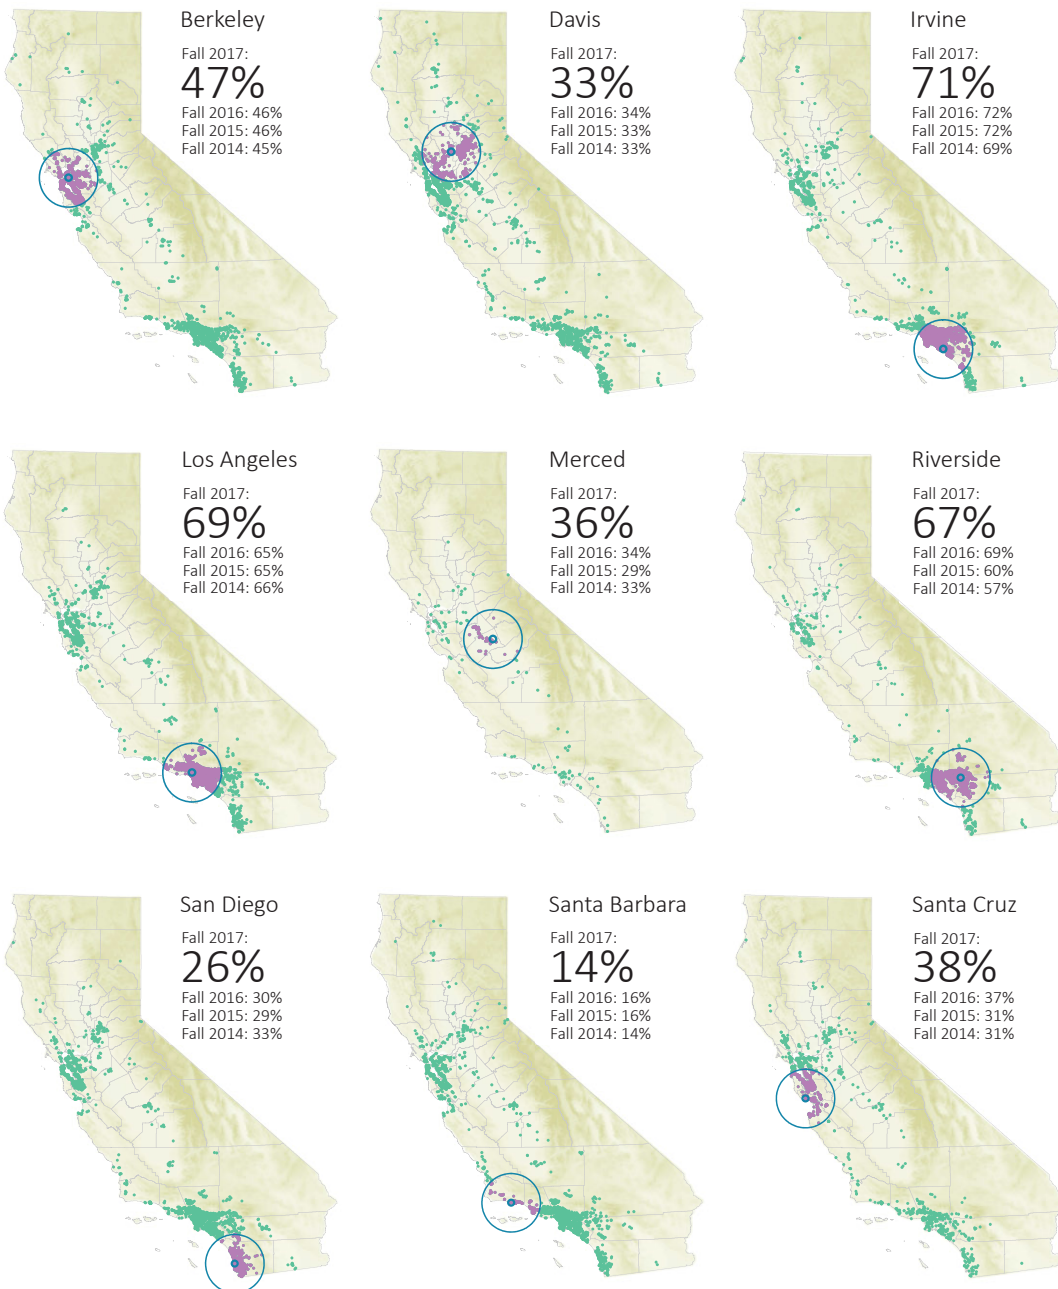 Berkeley
Fall 2017:
47%
Fall 2016: 46%
Fall 2015: 46%
Fall 2014: 45%
Davis
Fall 2017:
33%
Fall 2016: 34%
Fall 2015: 33%
Fall 2014: 33%
Irvine
Fall 2017:
71%
Fall 2016: 72%
Fall 2015: 72%
Fall 2014: 69%
Los Angeles
Fall 2017:
69%
Fall 2016: 65%
Fall 2015: 65%
Fall 2014: 66%
Merced
Fall 2017:
36%
Fall 2016: 34%
Fall 2015: 29%
Fall 2014: 33%
Riverside
Fall 2017:
67%
Fall 2016: 69%
Fall 2015: 60%
Fall 2014: 57%
San Diego
Fall 2017:
26%
Fall 2016: 30%
Fall 2015: 29%
Fall 2014: 33%
Santa Barbara
Fall 2017:
14%
Fall 2016: 16%
Fall 2015: 16%
Fall 2014: 14%
Santa Cruz
Fall 2017:
38%
Fall 2016: 37%
Fall 2015: 31%
Fall 2014: 31%